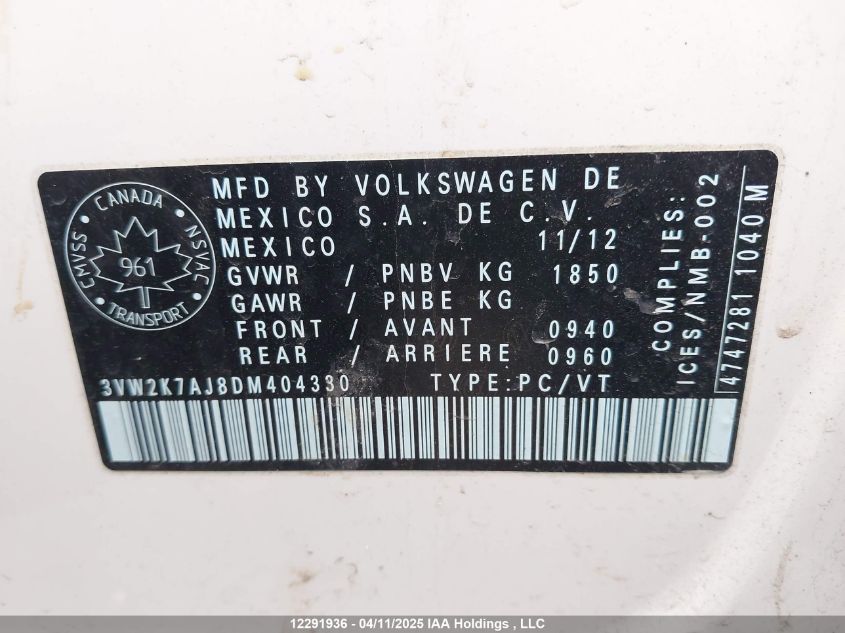 CANADA
CMVSS
NSVAC
961
TRANSPORT
MFD BY VOLKSWAGEN DE
MEXICO S.A. DE C.V.
MEXICO 11/12
GVWR / PNBV KG 1850
GAWR / PNBE KG
FRONT / AVANT 0940
REAR / ARRIERE 0960
3VW2K7AJ8DM404330 TYPE:PC/VT
COMPLIES:
ICES/NMB-002
4747281 1040 M
12291936 - 04/11/2025 IAA Holdings , LLC